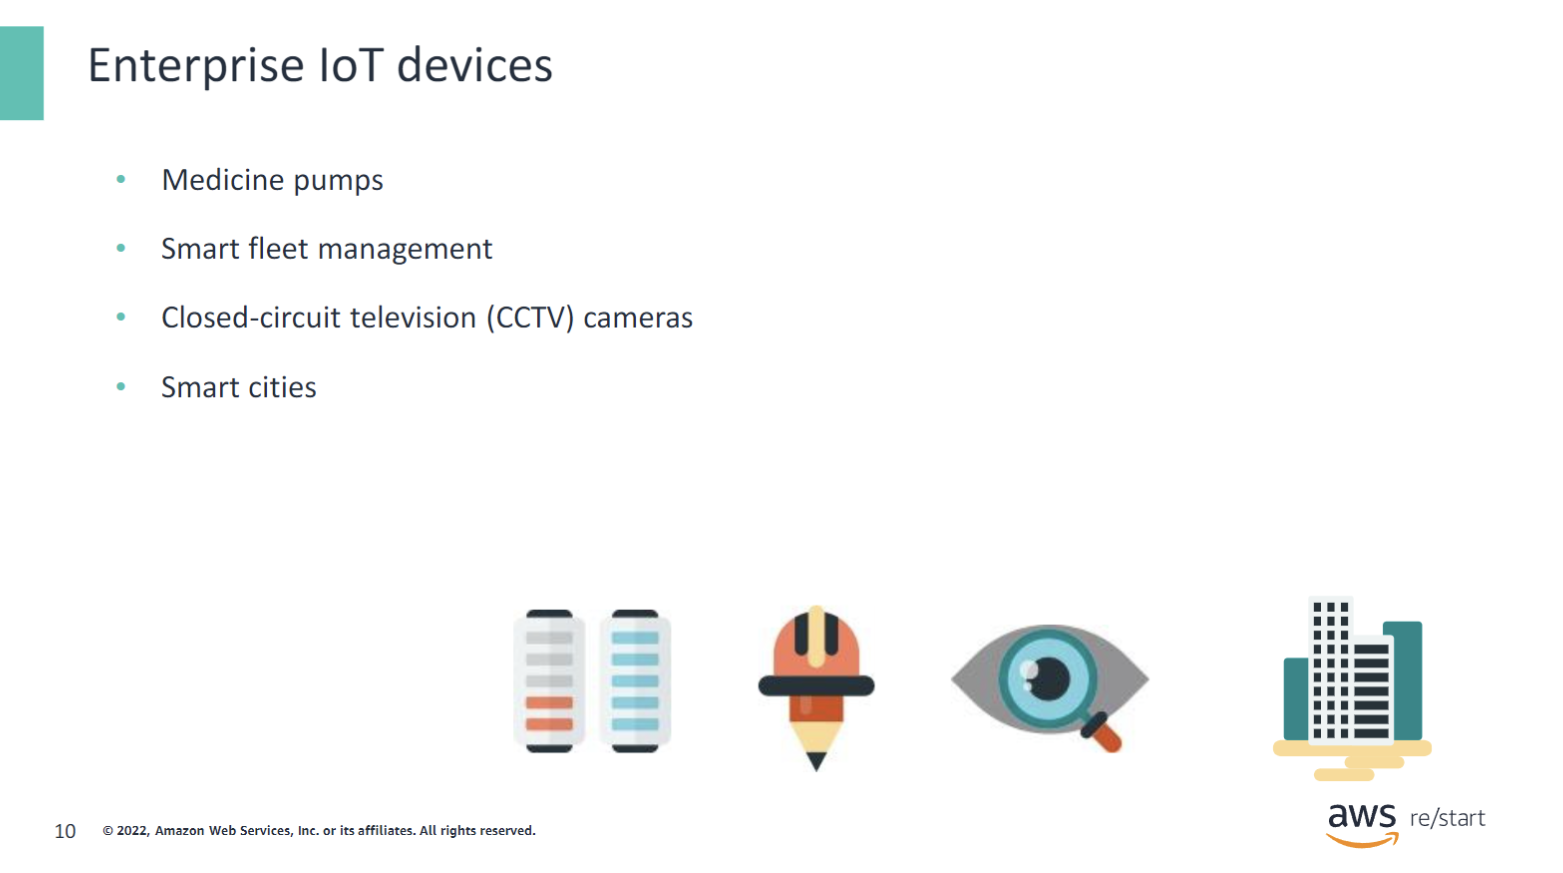 Enterprise IoT devices
• Medicine pumps
• Smart fleet management
• Closed-circuit television (CCTV) cameras
• Smart cities
10 © 2022, Amazon Web Services, Inc. or its affiliates. All rights reserved.
aws re/start